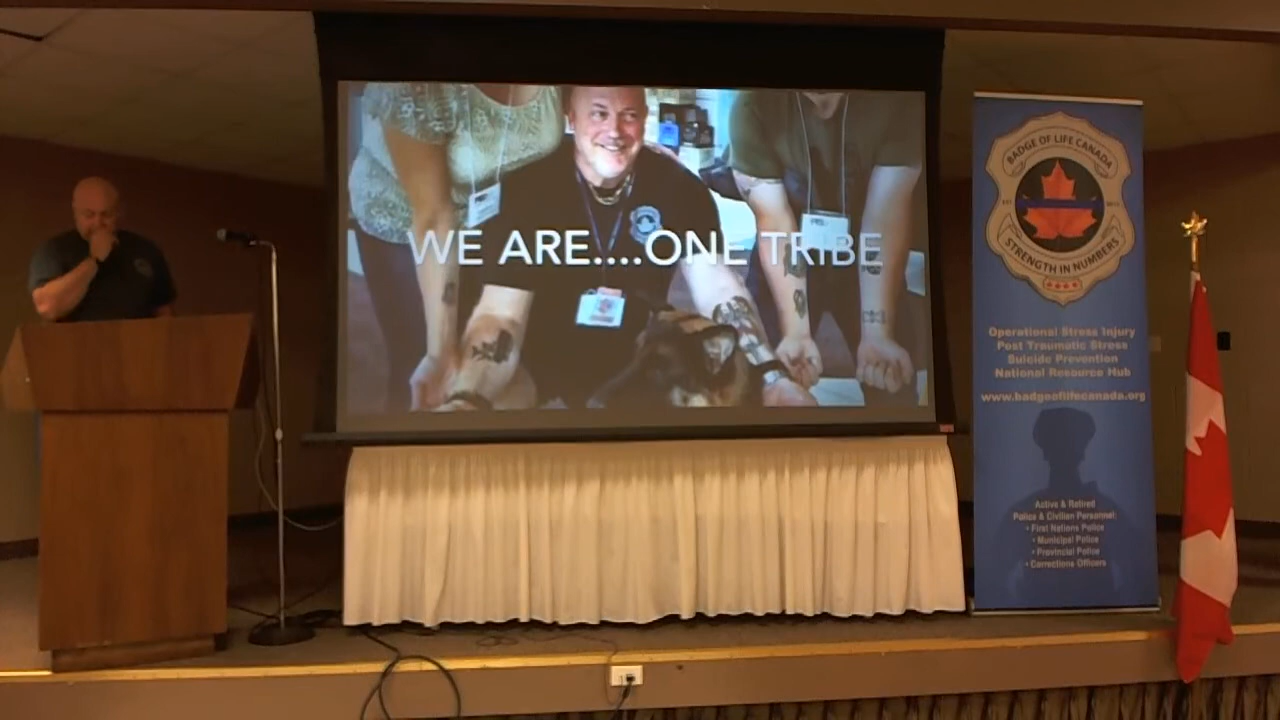 WE ARE....ONE TRIBE
BADGE OF LIFE CANADA
STRENGTH IN NUMBERS
Operational Stress Injury
Post Traumatic Stress
Suicide Prevention
National Resource Hub
www.badgeoflifecanada.org
Active & Retired
Police & Civilian Personnel:
• First Nations Police
• Municipal Police
• Provincial Police
• Corrections Officers